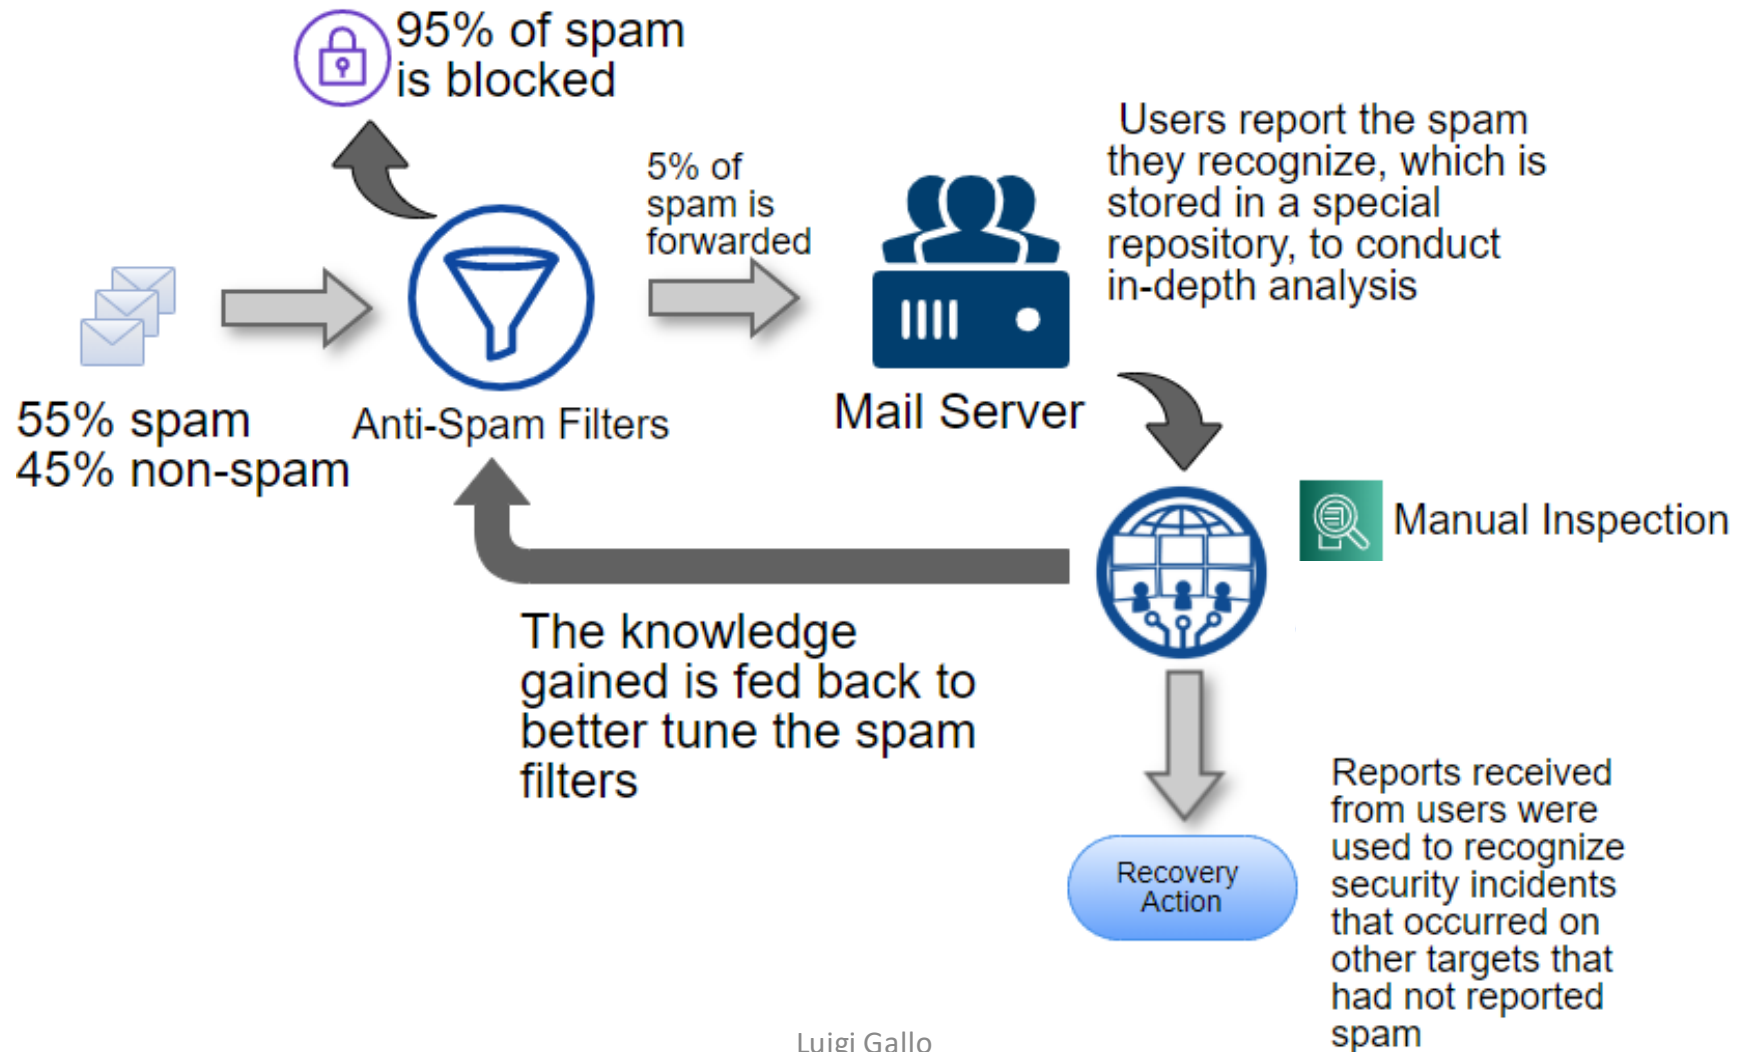 95% of spam
is blocked
5% of
spam is
forwarded
Users report the spam
they recognize, which is
stored in a special
repository, to conduct
in-depth analysis
55% spam
45% non-spam
Anti-Spam Filters
Mail Server
Manual Inspection
The knowledge
gained is fed back to
better tune the spam
filters
Recovery
Action
Reports received
from users were
used to recognize
security incidents
that occurred on
other targets that
had not reported
spam
Luigi Gallo